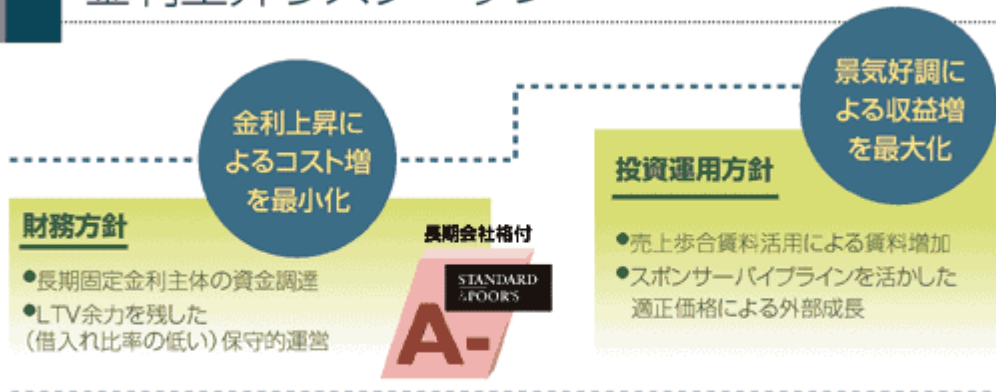 景気好調に
よる収益増
を最大化
金利上昇に
よるコスト増
を最小化
投資運用方針
財務方針
長期会社格付
●売上歩合賃料活用による賃料増加
●長期固定金利主体の資金調達
STANDARD
&POOR'S
●スポンサーパイプラインを活かした
適正価格による外部成長
●LTV余力を残した
(借入れ比率の低い)保守的運営
A-